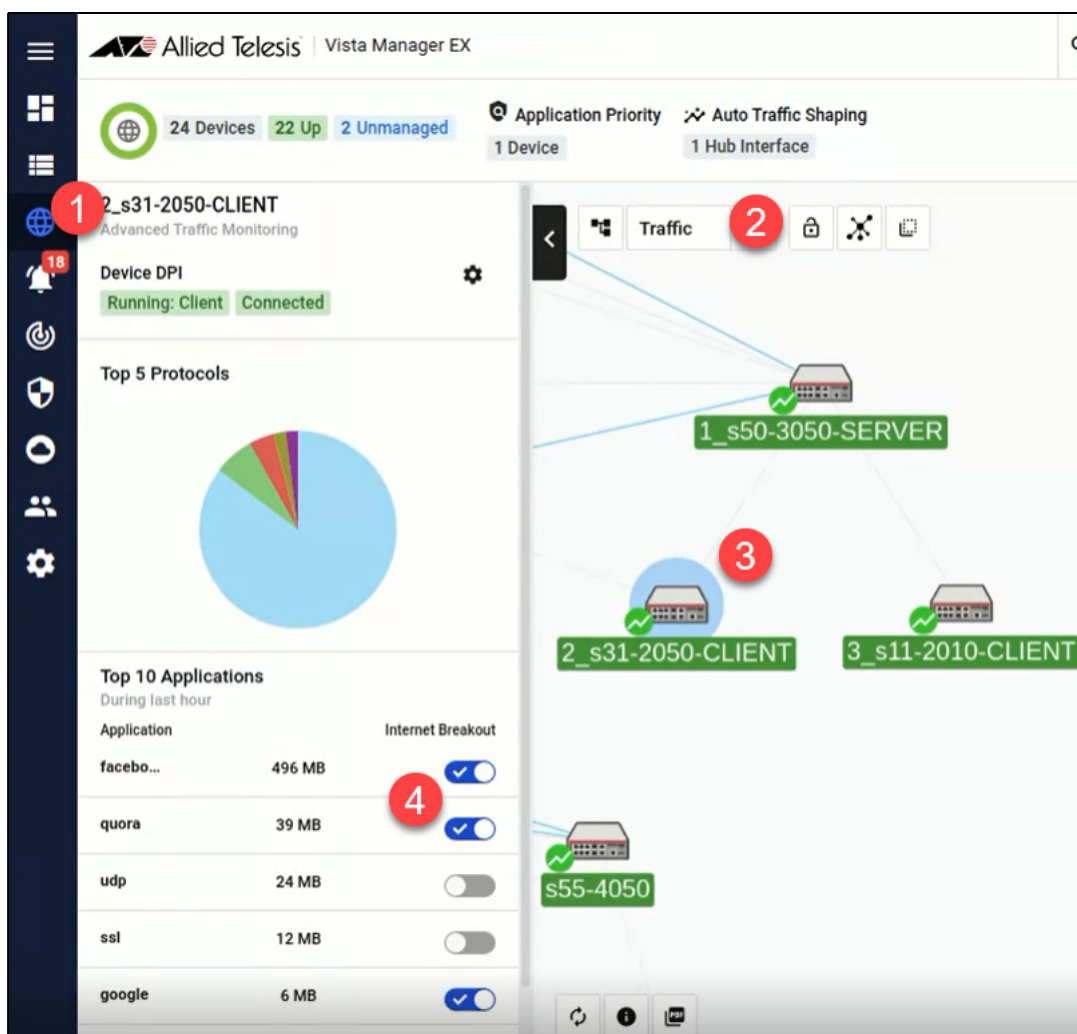 Allied Telesis
Vista Manager EX
24 Devices 22 Up 2 Unmanaged
Application Priority
1 Device
Auto Traffic Shaping
1 Hub Interface
1
2_s31-2050-CLIENT
Advanced Traffic Monitoring
18
Device DPI
Running: Client Connected
Top 5 Protocols
Traffic
2
1_s50-3050-SERVER
3
2_s31-2050-CLIENT
3_s11-2010-CLIENT
Top 10 Applications
During last hour
Application Internet Breakout
facebo... 496 MB
4
quora 39 MB
udp 24 MB
ssl 12 MB
google 6 MB
s55-4050
PDF